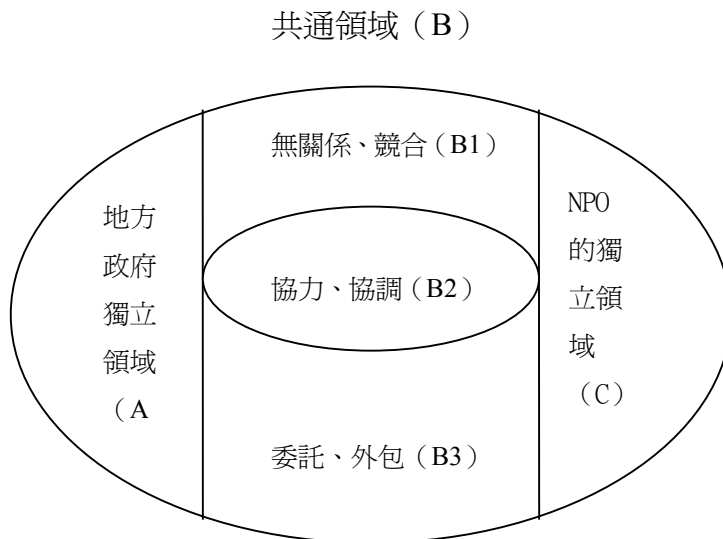 共通領域（B）
無關係、競合（B1）
地方
政府
獨立
領域
（A
協力、協調（B2）
NPO
的獨
立領
域
（C）
委託、外包（B3）